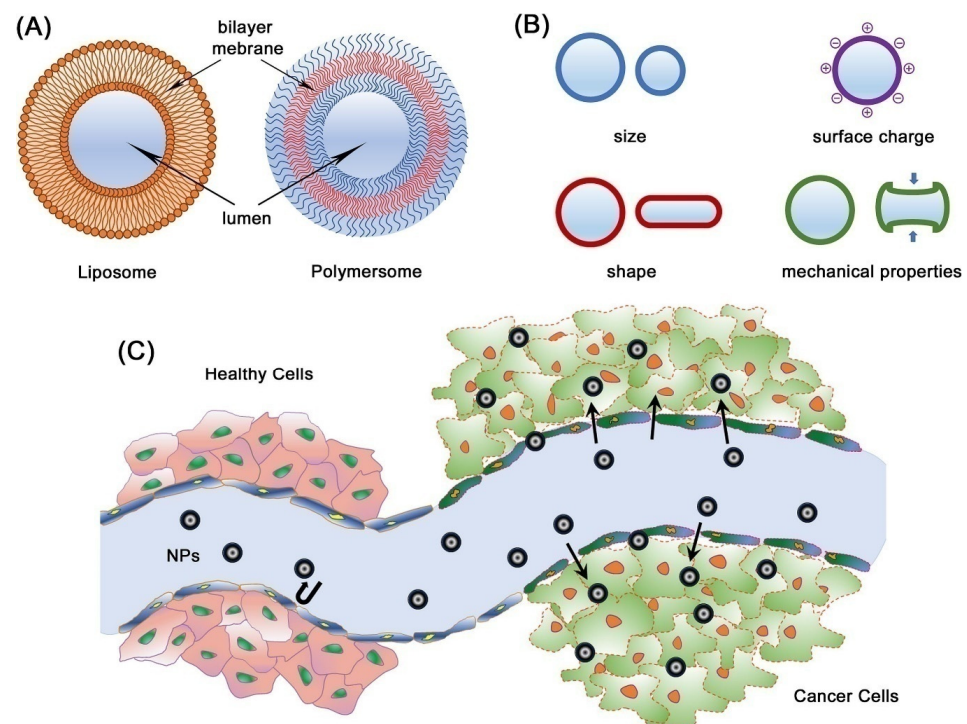 (A)
bilayer
mebrane
lumen
Liposome
Polymersome
(B)
size
surface charge
shape
mechanical properties
(C)
Healthy Cells
NPs
Cancer Cells